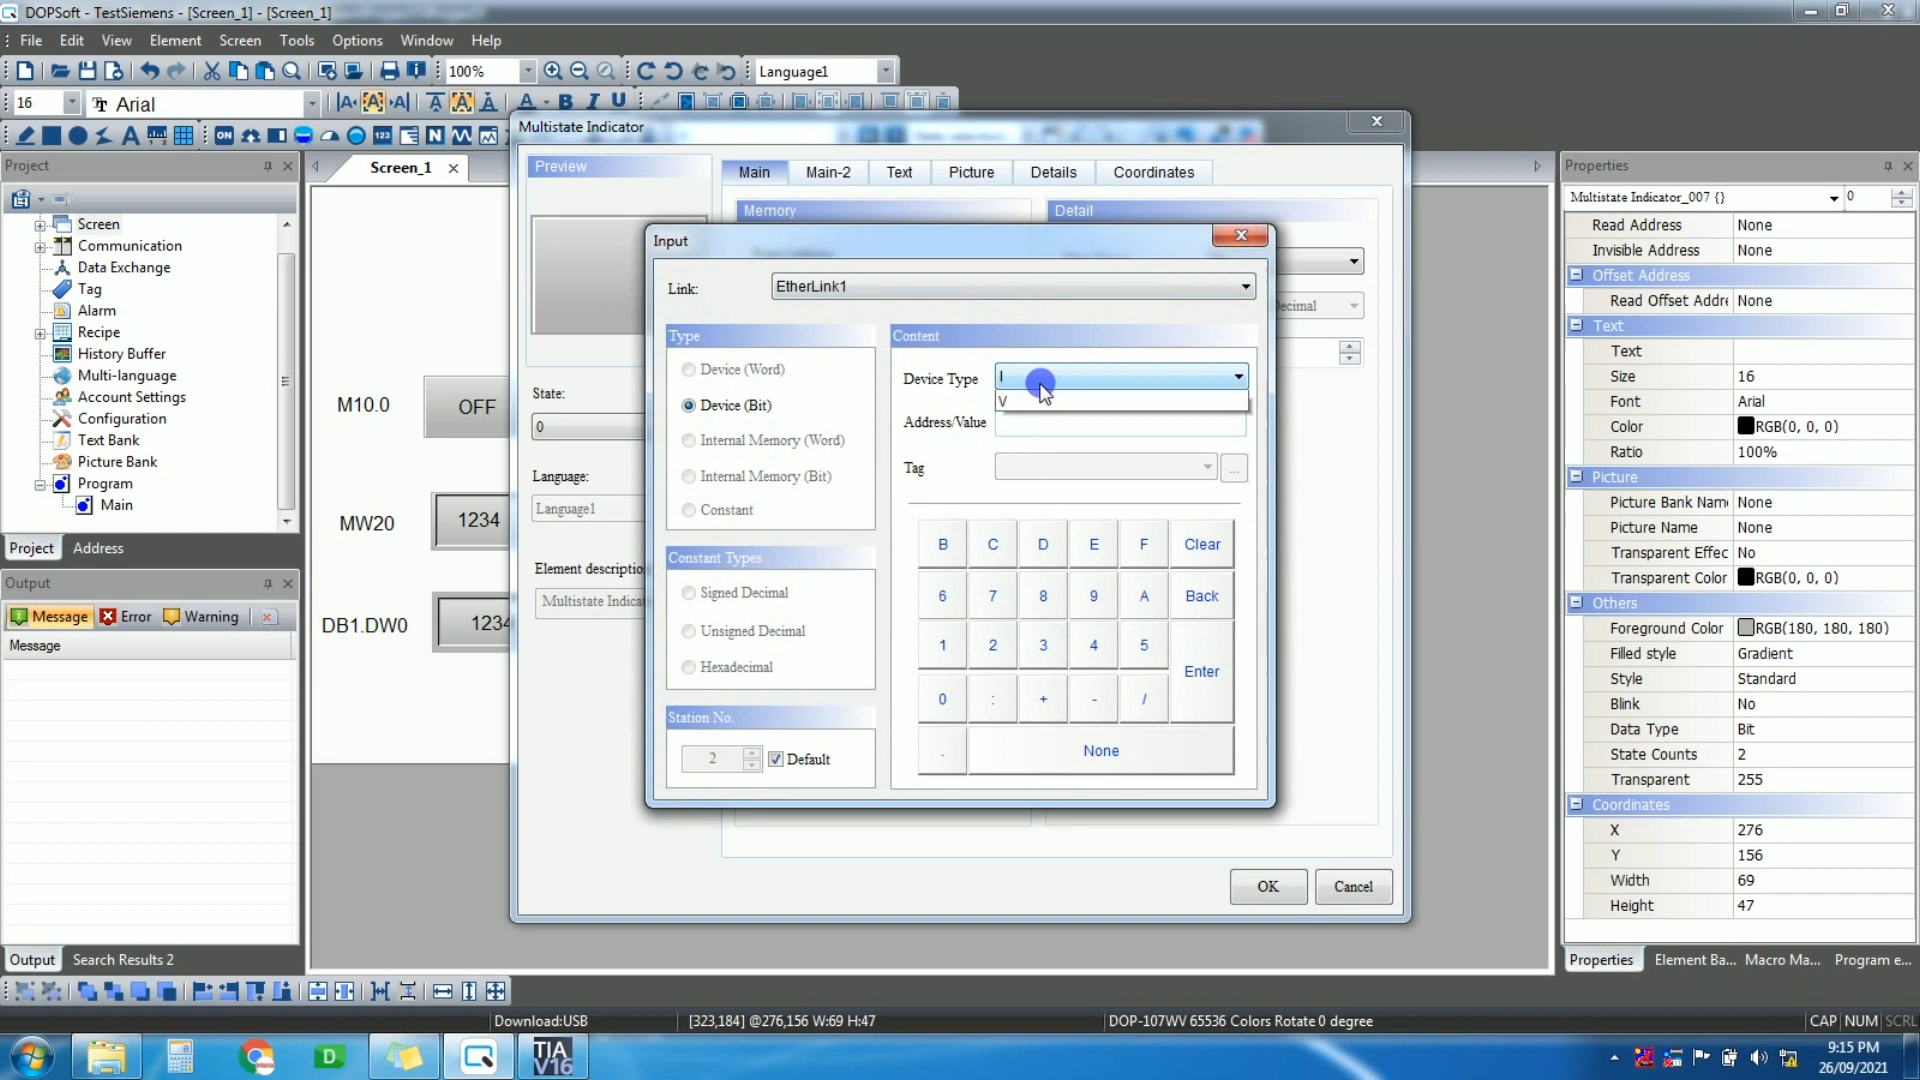 DOPSoft - TestSiemens - [Screen_1] - [Screen_1]
File Edit View Element Screen Tools Options Window Help
100% Language1
16 Arial
Project
Screen
Communication
Data Exchange
Tag
Alarm
Recipe
History Buffer
Multi-language
Account Settings
Configuration
Text Bank
Picture Bank
Program
Main
Project Address
Output
Message Error Warning
Message
Output Search Results 2
Screen_1
M10.0 OFF
MW20 1234
DB1.DW0 1234
Multistate Indicator
Preview
State:
0
Language:
Language1
Element description
Multistate Indica
Main Main-2 Text Picture Details Coordinates
Memory Detail
Input
Link: EtherLink1
Type
Device (Word)
Device (Bit)
Internal Memory (Word)
Internal Memory (Bit)
Constant
Constant Types
Signed Decimal
Unsigned Decimal
Hexadecimal
Station No.
2 Default
Content
Device Type I
V
Address/Value
Tag ...
B C D E F Clear
6 7 8 9 A Back
1 2 3 4 5 Enter
0 : + - /
. None
OK Cancel
Properties
Multistate Indicator_007 {} 0
Read Address None
Invisible Address None
Offset Address
Read Offset Addre None
Text
Text
Size 16
Font Arial
Color RGB(0, 0, 0)
Ratio 100%
Picture
Picture Bank Nam None
Picture Name None
Transparent Effec No
Transparent Color RGB(0, 0, 0)
Others
Foreground Color RGB(180, 180, 180)
Filled style Gradient
Style Standard
Blink No
Data Type Bit
State Counts 2
Transparent 255
Coordinates
X 276
Y 156
Width 69
Height 47
Properties Element Ba... Macro Ma... Program e...
Download:USB [323,184] @276,156 W:69 H:47 DOP-107WV 65536 Colors Rotate 0 degree CAP NUM SCRL
TIA V16
9:15 PM
26/09/2021